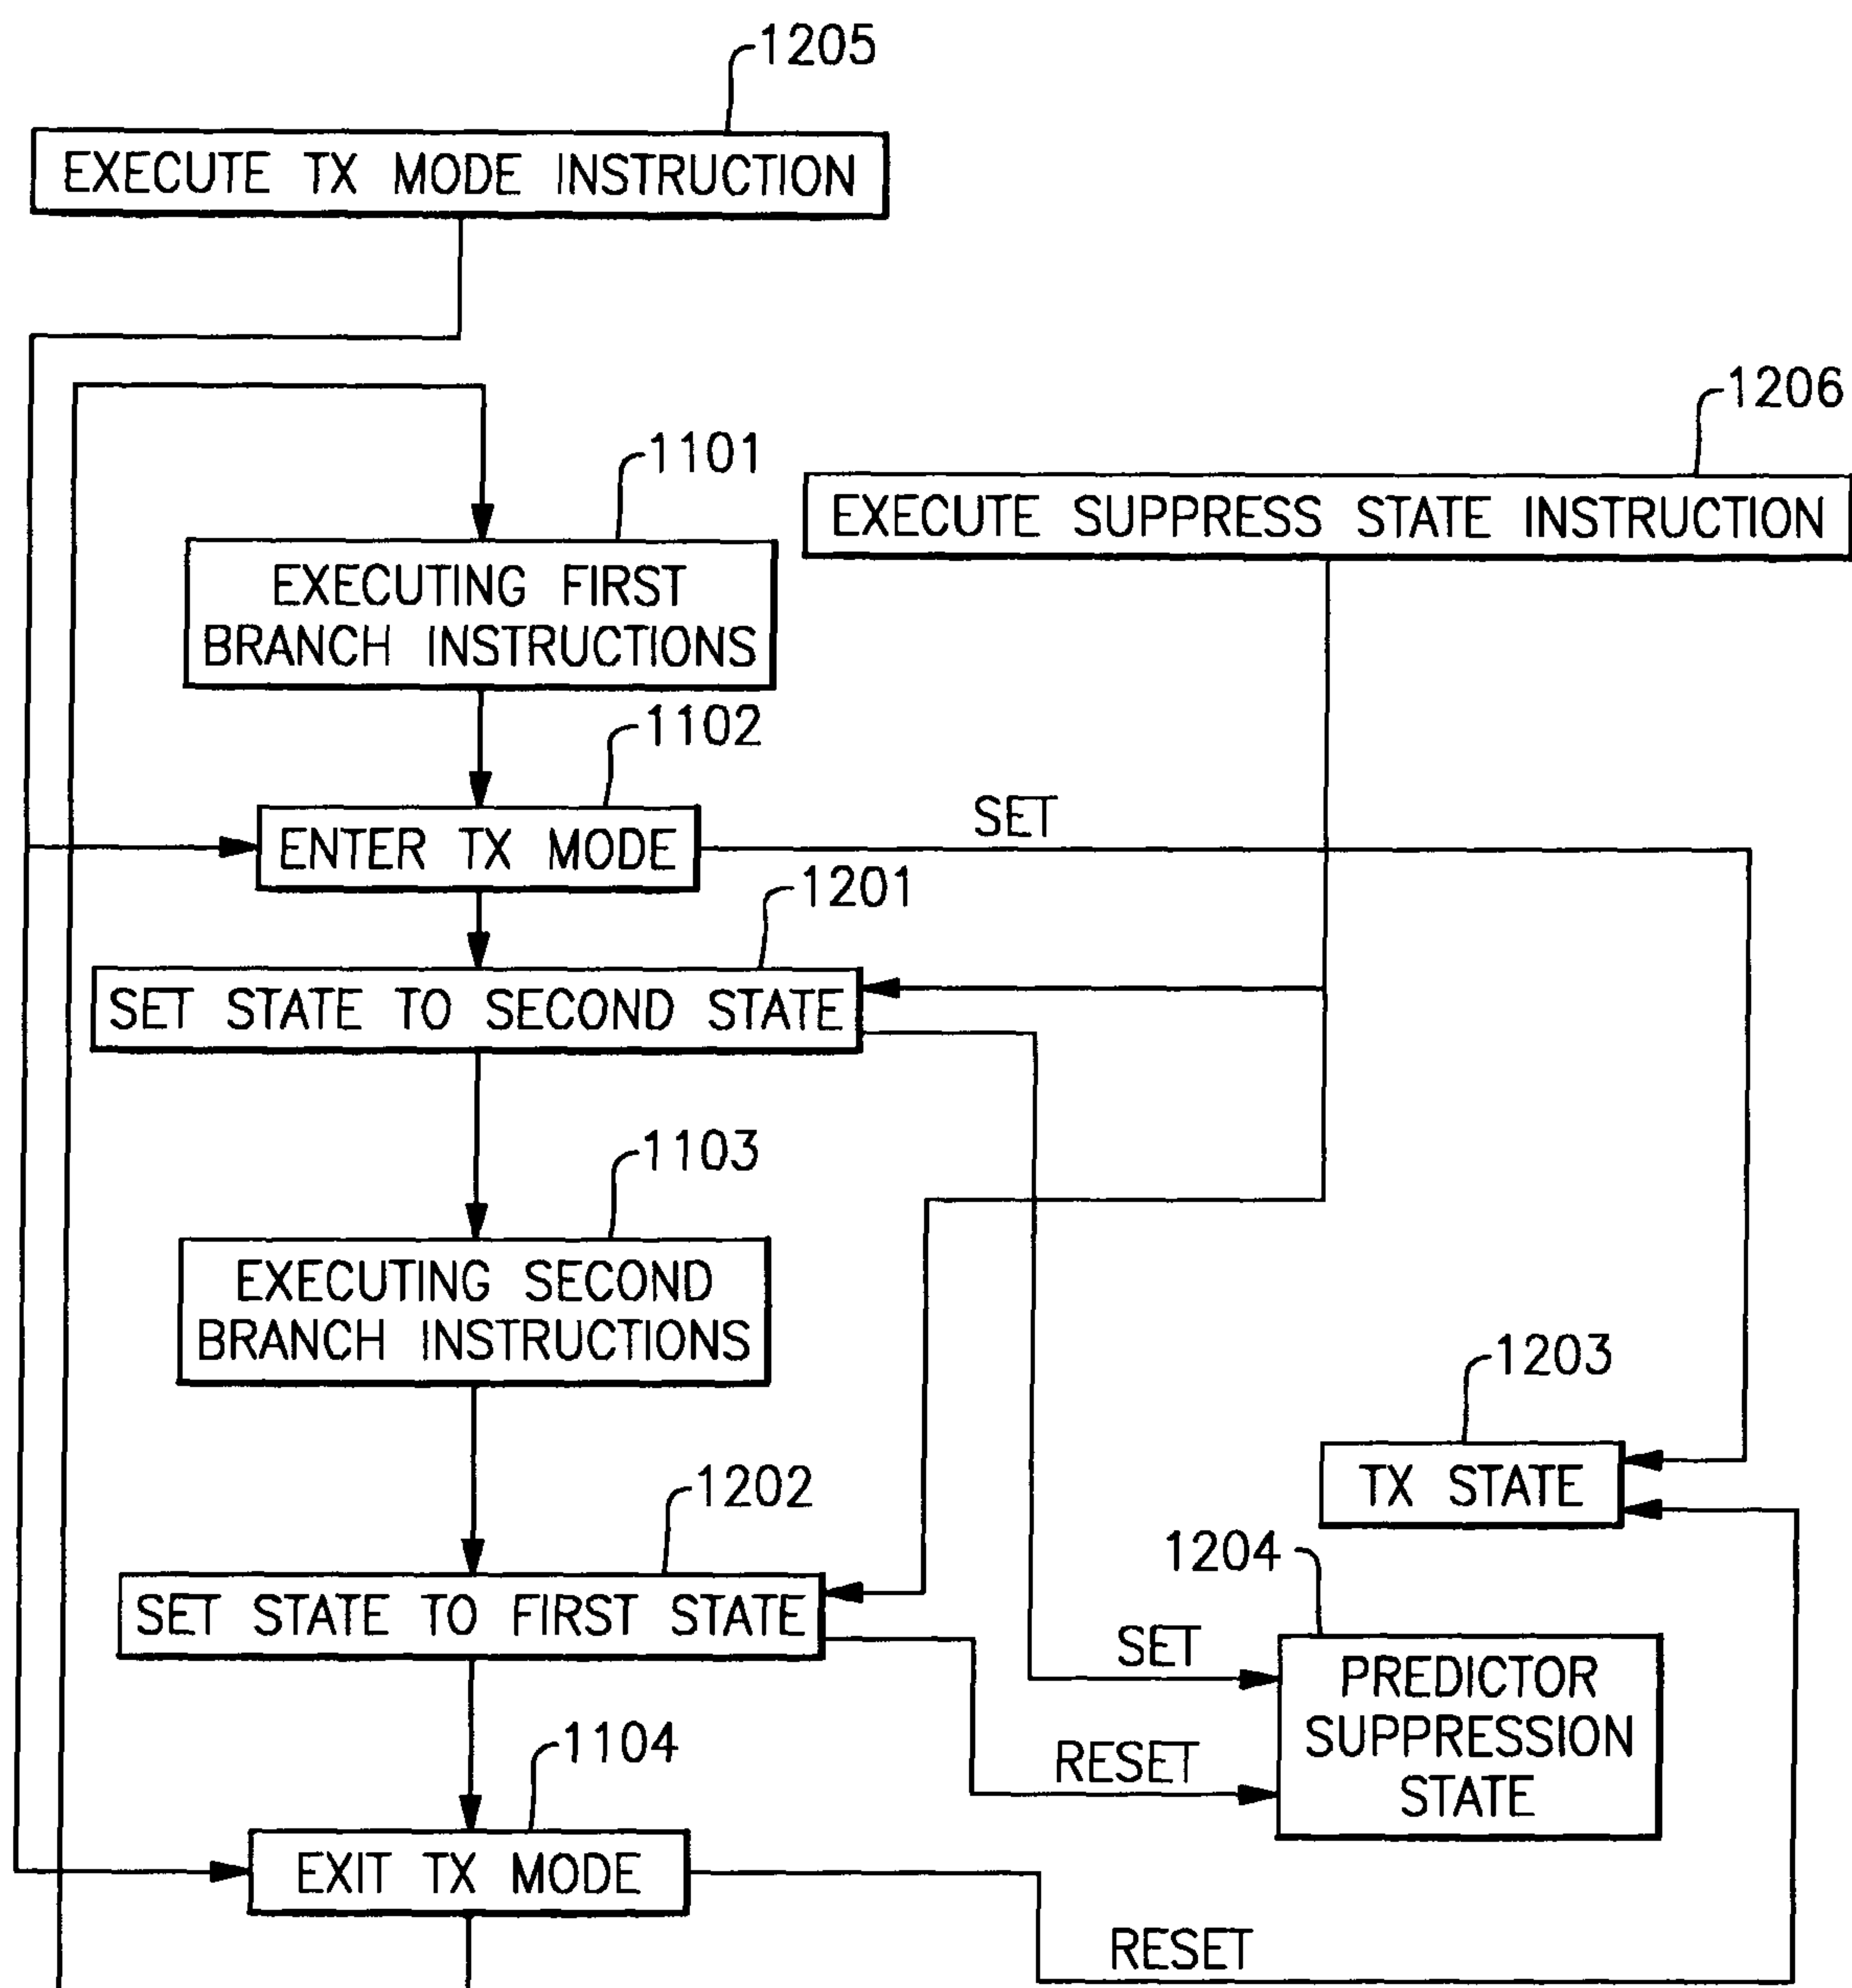 1205
EXECUTE TX MODE INSTRUCTION
1206
1101
EXECUTE SUPPRESS STATE INSTRUCTION
EXECUTING FIRST
BRANCH INSTRUCTIONS
1102
SET
ENTER TX MODE
1201
SET STATE TO SECOND STATE
1103
EXECUTING SECOND
BRANCH INSTRUCTIONS
1203
TX STATE
1202
1204
SET STATE TO FIRST STATE
SET
PREDICTOR
SUPPRESSION
STATE
RESET
1104
EXIT TX MODE
RESET